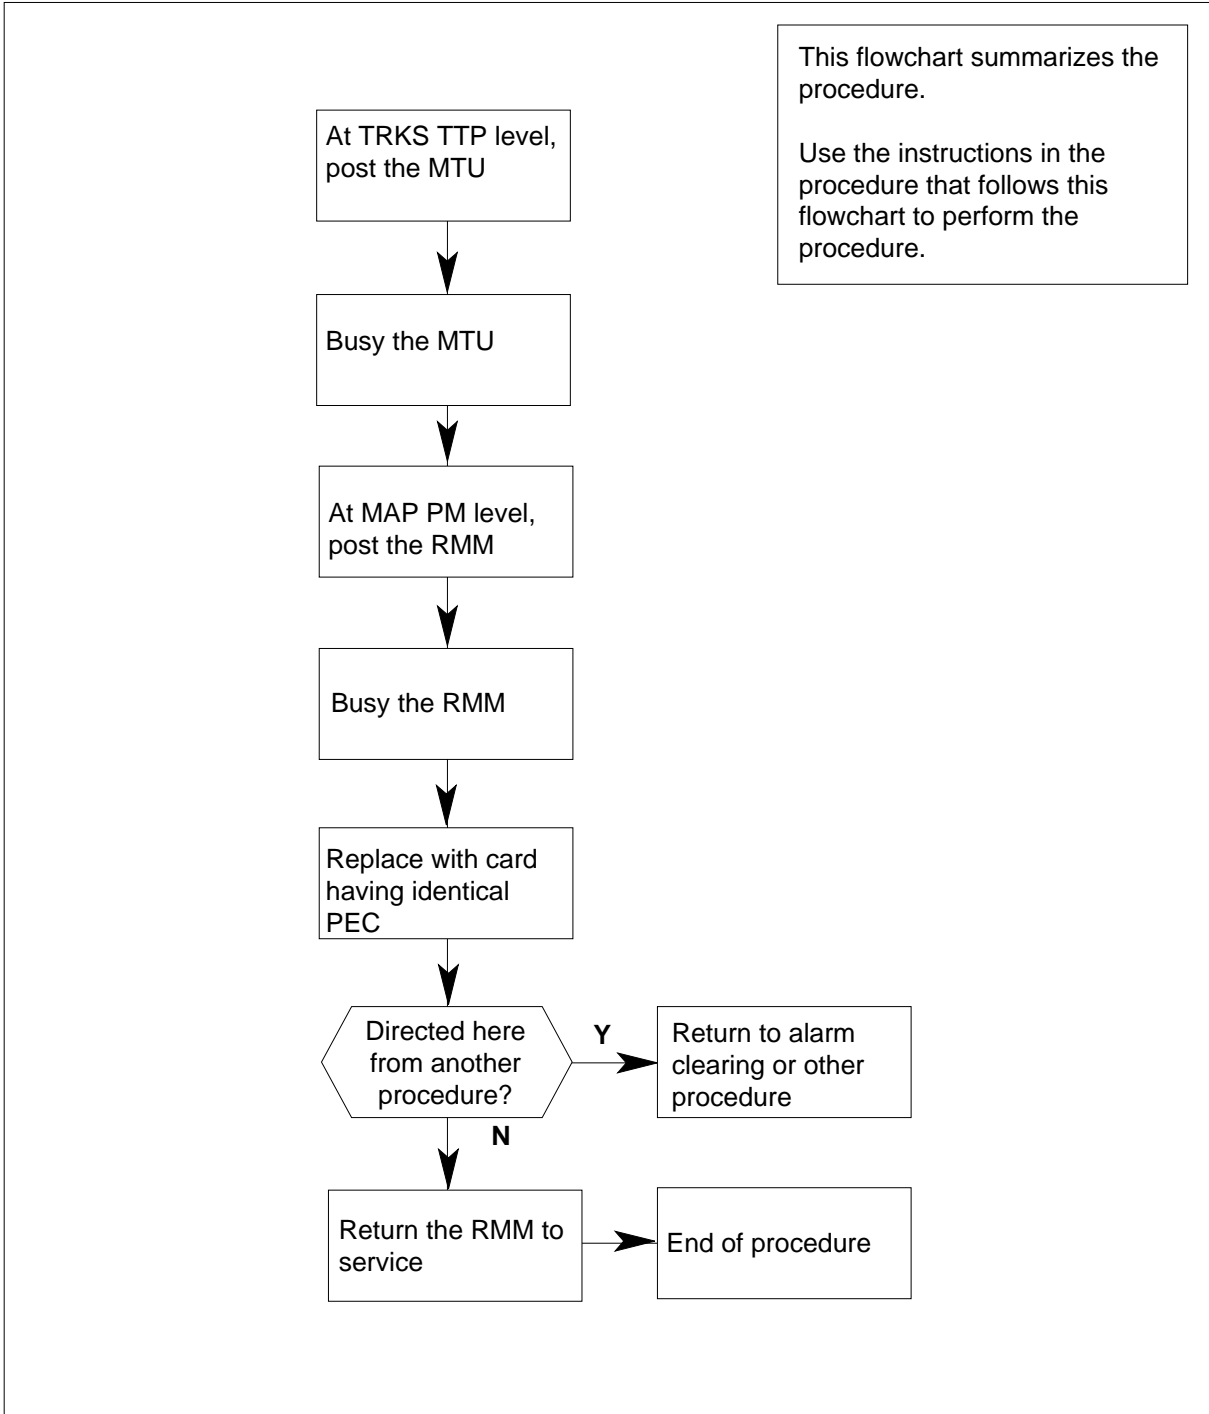 This flowchart summarizes the
procedure.
Use the instructions in the
procedure that follows this
flowchart to perform the
procedure.
At TRKS TTP level,
post the MTU
Busy the MTU
At MAP PM level,
post the RMM
Busy the RMM
Replace with card
having identical
PEC
Directed here
from another
procedure?
Y
Return to alarm
clearing or other
procedure
N
Return the RMM to
service
End of procedure